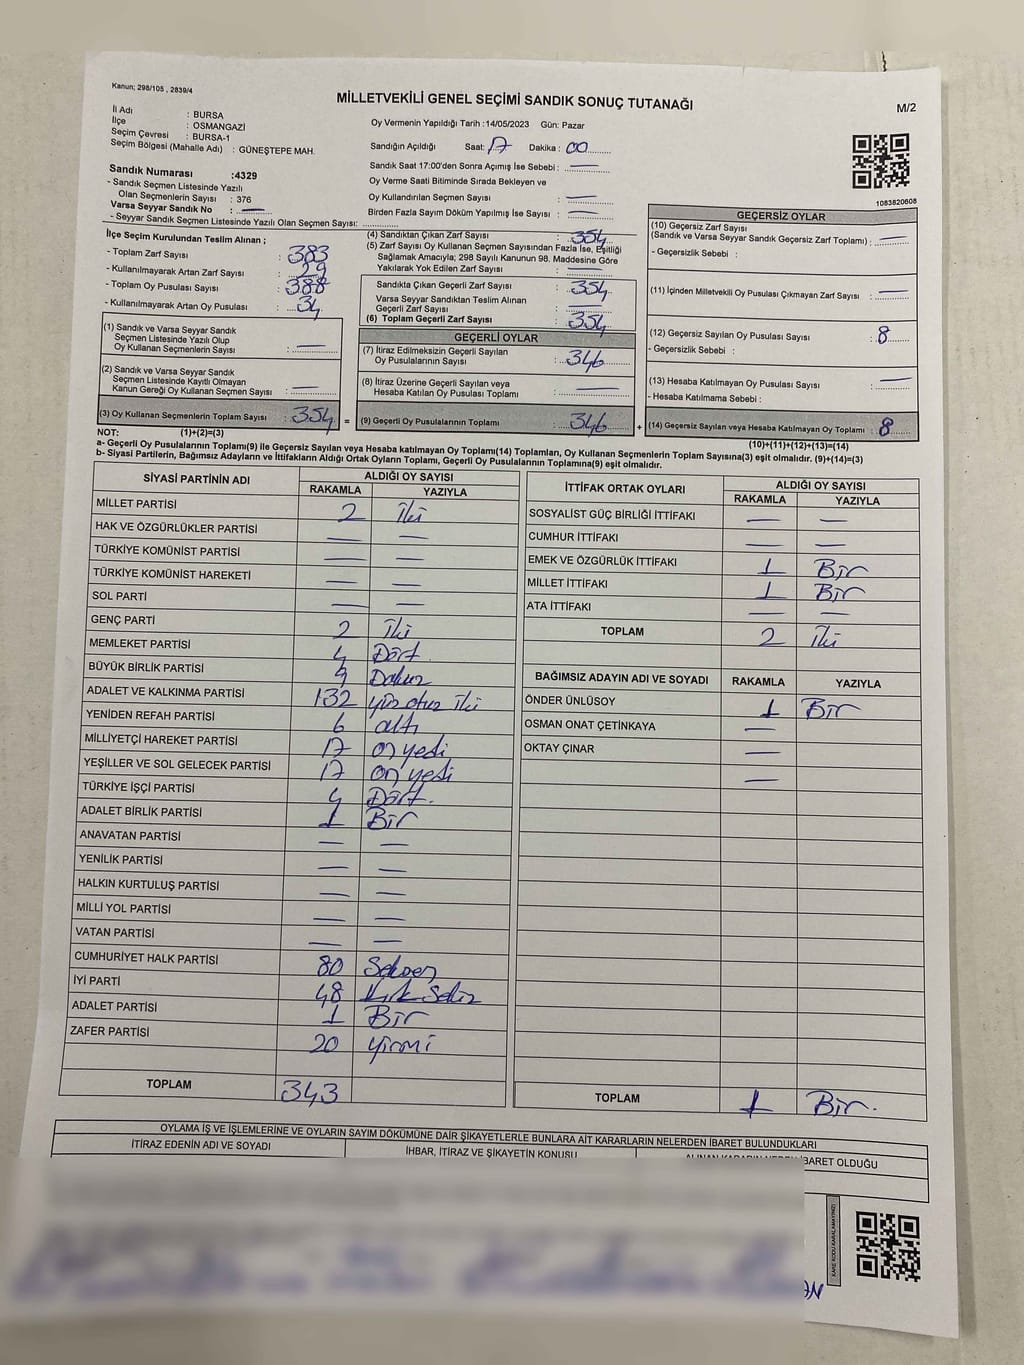 Kanun; 298/105 , 2839/4
MİLLETVEKİLİ GENEL SEÇİMİ SANDIK SONUÇ TUTANAĞI
M/2
İl Adı : BURSA
İlçe : OSMANGAZİ
Seçim Çevresi : BURSA-1
Seçim Bölgesi (Mahalle Adı) : GÜNEŞTEPE MAH.
Sandık Numarası :4329
- Sandık Seçmen Listesinde Yazılı
Olan Seçmenlerin Sayısı : 376
Varsa Seyyar Sandık No : —
- Seyyar Sandık Seçmen Listesinde Yazılı Olan Seçmen Sayısı:
Oy Vermenin Yapıldığı Tarih :14/05/2023 Gün: Pazar
Sandığın Açıldığı Saat: 17 Dakika : 00
Sandık Saat 17:00'den Sonra Açımış İse Sebebi : —
Oy Verme Saati Bitiminde Sırada Bekleyen ve
Oy Kullandırılan Seçmen Sayısı : —
Birden Fazla Sayım Döküm Yapılmış İse Sayısı : —
1083820608
İlçe Seçim Kurulundan Teslim Alınan ;
- Toplam Zarf Sayısı : 383
- Kullanılmayarak Artan Zarf Sayısı : 29
- Toplam Oy Pusulası Sayısı : 388
- Kullanılmayarak Artan Oy Pusulası : 34
(1) Sandık ve Varsa Seyyar Sandık
Seçmen Listesinde Yazılı Olup
Oy Kullanan Seçmenlerin Sayısı : —
(2) Sandık ve Varsa Seyyar Sandık
Seçmen Listesinde Kayıtlı Olmayan
Kanun Gereği Oy Kullanan Seçmen Sayısı : —
(3) Oy Kullanan Seçmenlerin Toplam Sayısı : 354 =
(4) Sandıktan Çıkan Zarf Sayısı : 354
(5) Zarf Sayısı Oy Kullanan Seçmen Sayısından Fazla İse, Eşitliği
Sağlamak Amacıyla; 298 Sayılı Kanunun 98. Maddesine Göre
Yakılarak Yok Edilen Zarf Sayısı : —
Sandıkta Çıkan Geçerli Zarf Sayısı : 354
Varsa Seyyar Sandıktan Teslim Alınan
Geçerli Zarf Sayısı : —
(6) Toplam Geçerli Zarf Sayısı : 354
GEÇERLİ OYLAR
(7) İtiraz Edilmeksizin Geçerli Sayılan
Oy Pusulalarının Sayısı : 346
(8) İtiraz Üzerine Geçerli Sayılan veya
Hesaba Katılan Oy Pusulası Toplamı : —
(9) Geçerli Oy Pusulalarının Toplamı : 346 +
GEÇERSİZ OYLAR
(10) Geçersiz Zarf Sayısı
(Sandık ve Varsa Seyyar Sandık Geçersiz Zarf Toplamı) : —
- Geçersizlik Sebebi :
(11) İçinden Milletvekili Oy Pusulası Çıkmayan Zarf Sayısı : —
(12) Geçersiz Sayılan Oy Pusulası Sayısı : 8
- Geçersizlik Sebebi :
(13) Hesaba Katılmayan Oy Pusulası Sayısı : —
- Hesaba Katılmama Sebebi :
(14) Geçersiz Sayılan veya Hesaba Katılmayan Oy Toplamı : 8
NOT: (1)+(2)=(3)
(10)+(11)+(12)+(13)=(14)
a- Geçerli Oy Pusulasının Toplamı(9) ile Geçersiz Sayılan veya Hesaba katılmayan Oy Toplamı(14) Toplamları, Oy Kullanan Seçmenlerin Toplam Sayısına(3) eşit olmalıdır. (9)+(14)=(3)
b- Siyasi Partilerin, Bağımsız Adayların ve İttifakların Aldığı Ortak Oyların Toplamı, Geçerli Oy Pusulalarının Toplamına(9) eşit olmalıdır.
SİYASİ PARTİNİN ADI ALDIĞI OY SAYISI
RAKAMLA YAZIYLA
MİLLET PARTİSİ 2 İki
HAK VE ÖZGÜRLÜKLER PARTİSİ — —
TÜRKİYE KOMÜNİST PARTİSİ — —
TÜRKİYE KOMÜNİST HAREKETİ — —
SOL PARTİ — —
GENÇ PARTİ 2 İki
MEMLEKET PARTİSİ 4 Dört
BÜYÜK BİRLİK PARTİSİ 9 Dokuz
ADALET VE KALKINMA PARTİSİ 132 yüz otuz İki
YENİDEN REFAH PARTİSİ 6 altı
MİLLİYETÇİ HAREKET PARTİSİ 17 on yedi
YEŞİLLER VE SOL GELECEK PARTİSİ 17 on yedi
TÜRKİYE İŞÇİ PARTİSİ 4 Dört.
ADALET BİRLİK PARTİSİ 1 Bir
ANAVATAN PARTİSİ — —
YENİLİK PARTİSİ — —
HALKIN KURTULUŞ PARTİSİ — —
MİLLİ YOL PARTİSİ — —
VATAN PARTİSİ — —
CUMHURİYET HALK PARTİSİ 80 Seksen
İYİ PARTİ 48 Kırk Sekiz
ADALET PARTİSİ 1 Bir
ZAFER PARTİSİ 20 yirmi
TOPLAM 343
İTTİFAK ORTAK OYLARI ALDIĞI OY SAYISI
RAKAMLA YAZIYLA
SOSYALİST GÜÇ BİRLİĞİ İTTİFAKI — —
CUMHUR İTTİFAKI — —
EMEK VE ÖZGÜRLÜK İTTİFAKI 1 Bir
MİLLET İTTİFAKI 1 Bir
ATA İTTİFAKI — —
TOPLAM 2 İki
BAĞIMSIZ ADAYIN ADI VE SOYADI RAKAMLA YAZIYLA
ÖNDER ÜNLÜSOY 1 Bir
OSMAN ONAT ÇETİNKAYA —
OKTAY ÇINAR —
—
TOPLAM 1 Bir.
OYLAMA İŞ VE İŞLEMLERİNE VE OYLARIN SAYIM DÖKÜMÜNE DAİR ŞİKAYETLERLE BUNLARA AİT KARARLARIN NELERDEN İBARET BULUNDUKLARI
İTİRAZ EDENİN ADI VE SOYADI İHBAR, İTİRAZ VE ŞİKAYETİN KONUSU ALINAN KARARIN NEDEN İBARET OLDUĞU